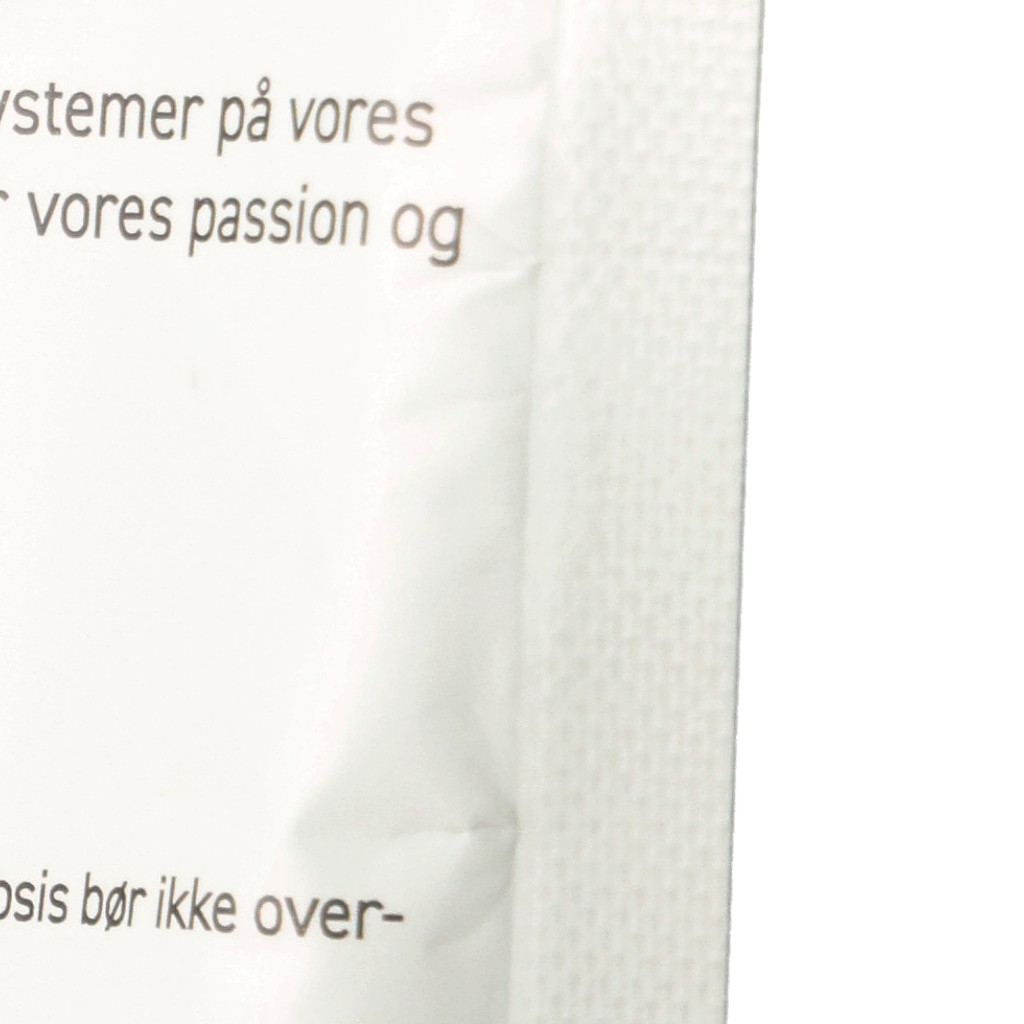 ystemer på vores
r vores passion og
osis bør ikke over-